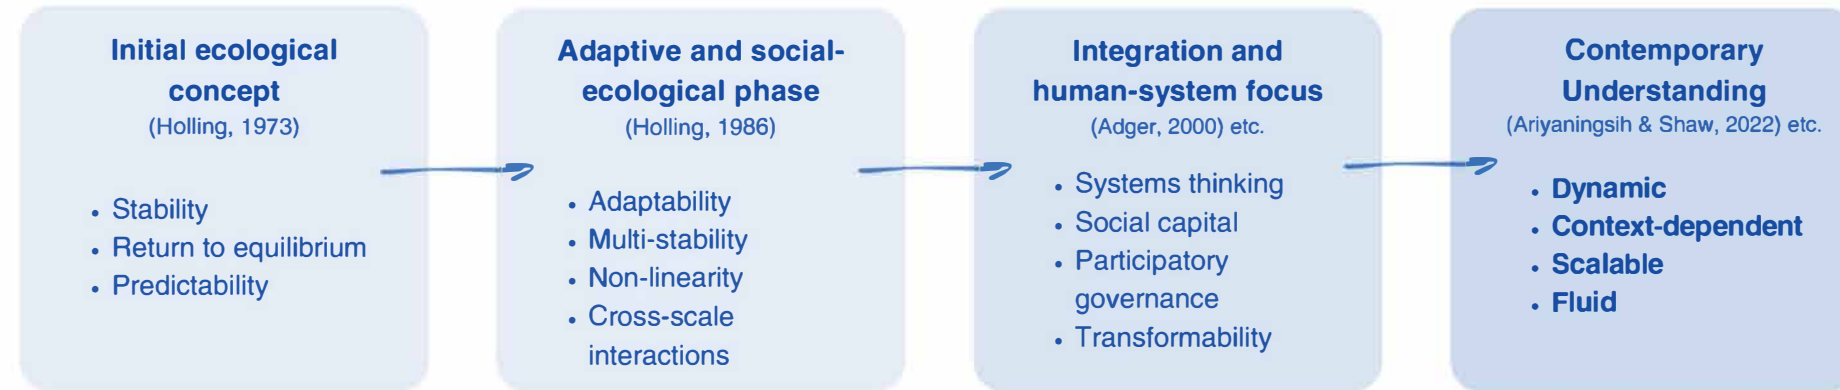 Initial ecological
concept
(Holling, 1973)
• Stability
• Return to equilibrium
• Predictability
Adaptive and social-
ecological phase
(Holling, 1986)
• Adaptability
• Multi-stability
• Non-linearity
• Cross-scale
interactions
Integration and
human-system focus
(Adger, 2000) etc.
• Systems thinking
• Social capital
• Participatory
governance
• Transformability
Contemporary
Understanding
(Ariyaningsih & Shaw, 2022) etc.
• Dynamic
• Context-dependent
• Scalable
• Fluid